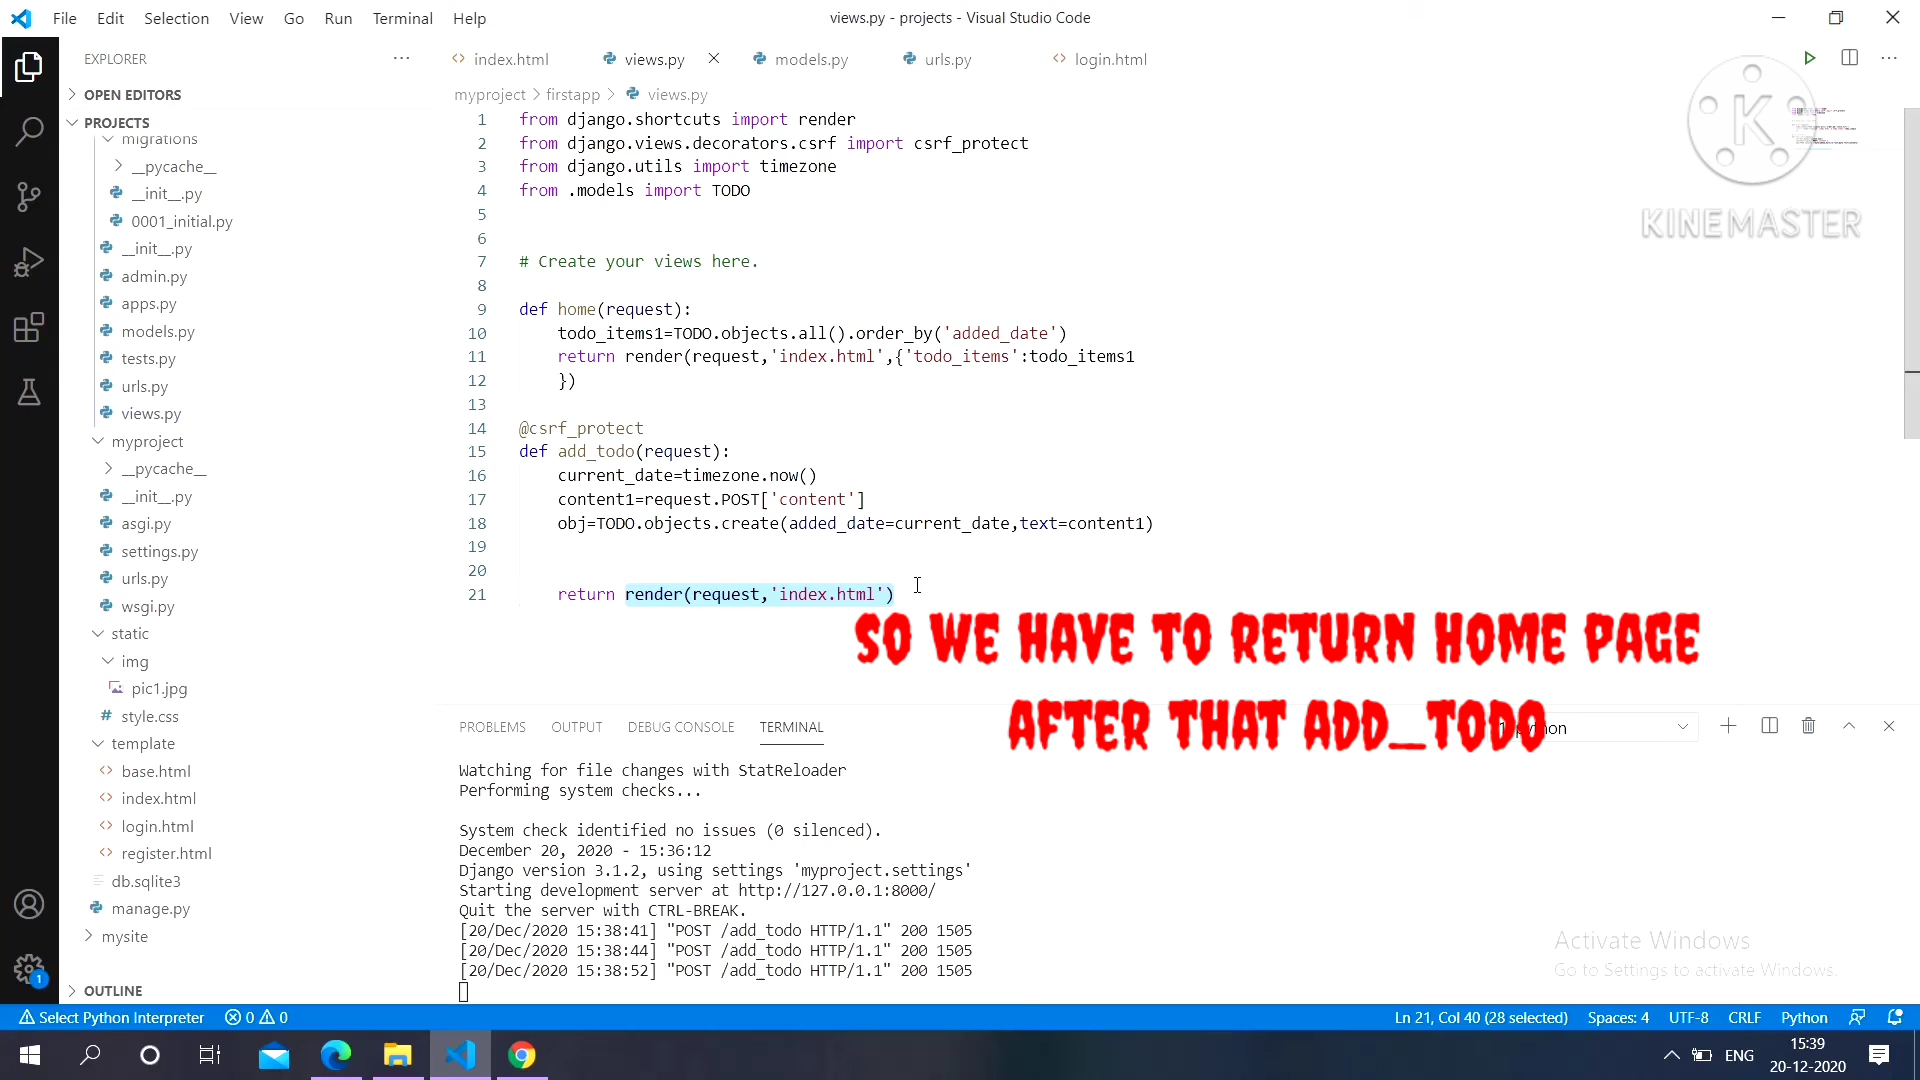 File Edit Selection View Go Run Terminal Help
views.py - projects - Visual Studio Code
EXPLORER
OPEN EDITORS
PROJECTS
migrations
__pycache__
__init__.py
0001_initial.py
__init__.py
admin.py
apps.py
models.py
tests.py
urls.py
views.py
myproject
__pycache__
__init__.py
asgi.py
settings.py
urls.py
wsgi.py
static
img
pic1.jpg
style.css
template
base.html
index.html
login.html
register.html
db.sqlite3
manage.py
mysite
OUTLINE
index.html views.py models.py urls.py login.html
myproject > firstapp > views.py
1 from django.shortcuts import render
2 from django.views.decorators.csrf import csrf_protect
3 from django.utils import timezone
4 from .models import TODO
5
6
7 # Create your views here.
8
9 def home(request):
10 todo_items1=TODO.objects.all().order_by('added_date')
11 return render(request,'index.html',{'todo_items':todo_items1
12 })
13
14 @csrf_protect
15 def add_todo(request):
16 current_date=timezone.now()
17 content1=request.POST['content']
18 obj=TODO.objects.create(added_date=current_date,text=content1)
19
20
21 return render(request,'index.html')
K
KINEMASTER
SO WE HAVE TO RETURN HOME PAGE
AFTER THAT ADD_TODO
PROBLEMS OUTPUT DEBUG CONSOLE TERMINAL
Watching for file changes with StatReloader
Performing system checks...
System check identified no issues (0 silenced).
December 20, 2020 - 15:36:12
Django version 3.1.2, using settings 'myproject.settings'
Starting development server at http://127.0.0.1:8000/
Quit the server with CTRL-BREAK.
[20/Dec/2020 15:38:41] "POST /add_todo HTTP/1.1" 200 1505
[20/Dec/2020 15:38:44] "POST /add_todo HTTP/1.1" 200 1505
[20/Dec/2020 15:38:52] "POST /add_todo HTTP/1.1" 200 1505
Activate Windows
Go to Settings to activate Windows.
1
Select Python Interpreter 0 0
Ln 21, Col 40 (28 selected) Spaces: 4 UTF-8 CRLF Python
ENG
15:39
20-12-2020